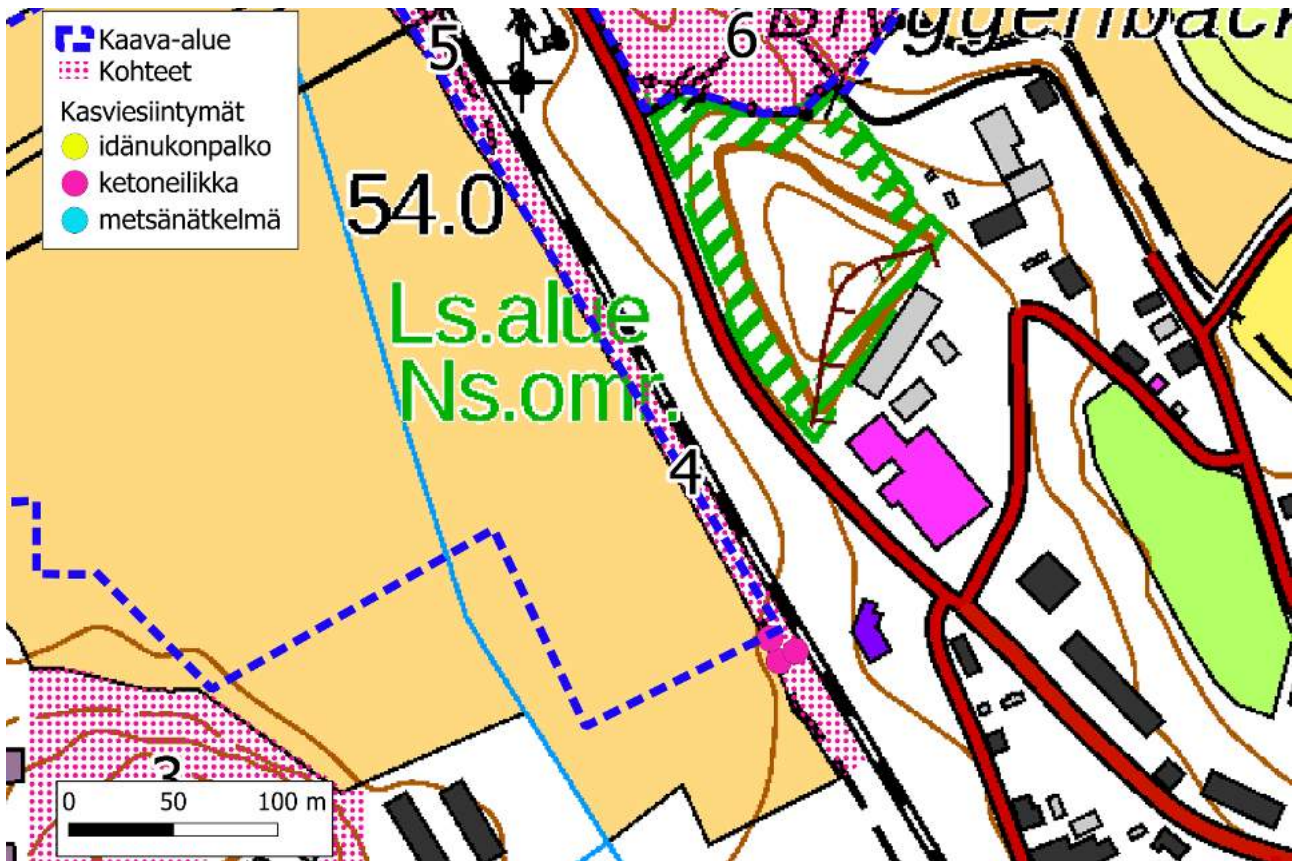 Kaava-alue
Kohteet
Kasviesiintymät
idänukonpalko
ketoneilikka
metsänätkelmä
5
6
54.0
Ls.alue
Ns.omr.
4
3
0 50 100 m